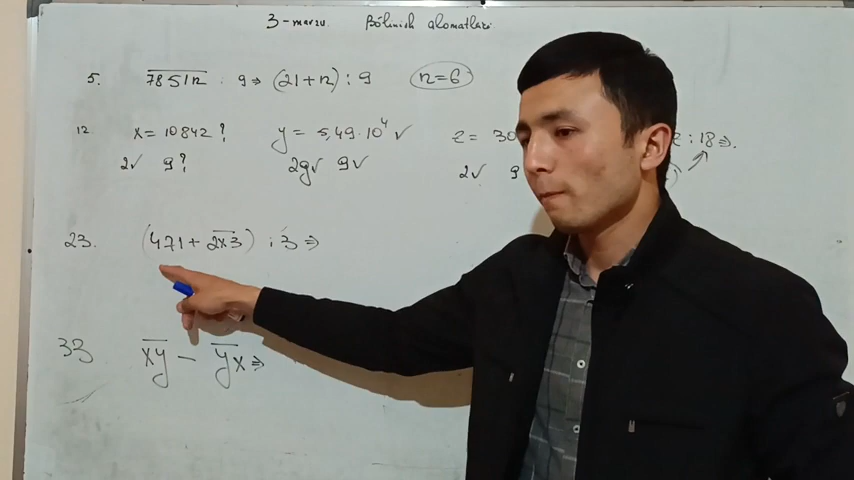 3-mavzu. Bo'linish alomatlari.
5. 7851n : 9 ⇒ (21+n) : 9 n=6
12. x = 10842 ? y = 5,49·10⁴ ✓ z = 30 z : 18 ⇒.
2✓ 9? 2✓ 9✓ 2✓ 9
23. (471 + 2x3) : 3 ⇒
33 xy − yx ⇒